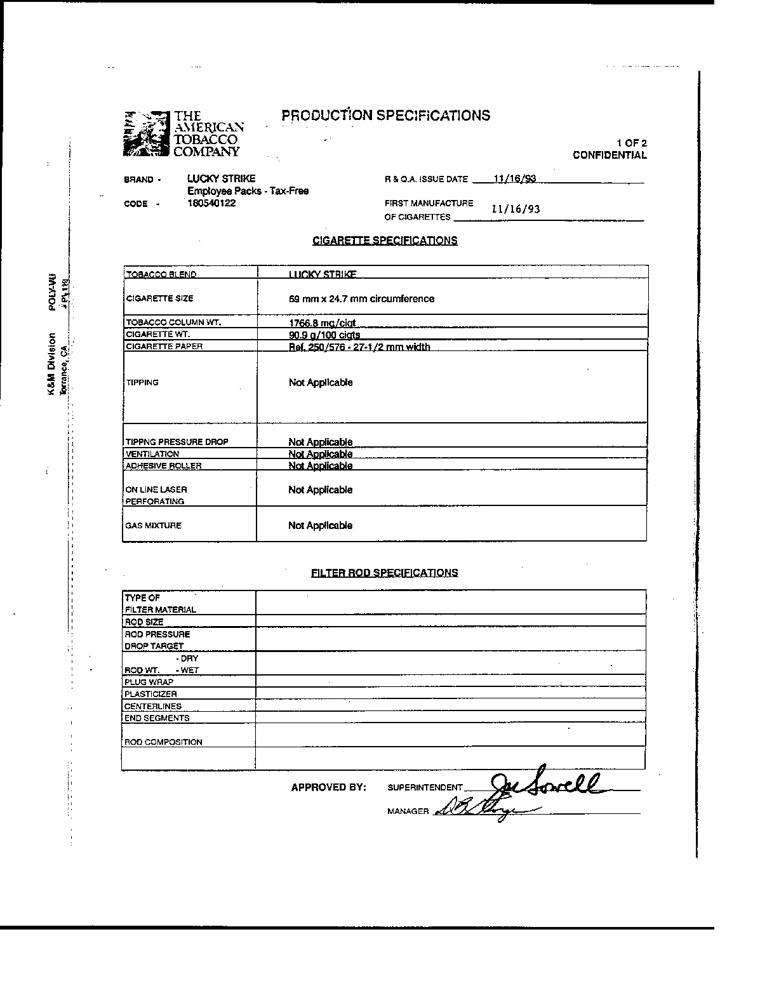 THE
AMERICAN
TOBACCO
COMPANY
PRODUCTION SPECIFICATIONS
1 OF 2
CONFIDENTIAL
BRAND - LUCKY STRIKE
Employee Packs - Tax-Free
CODE - 180540122
R & Q.A. ISSUE DATE 11/16/93
FIRST MANUFACTURE
OF CIGARETTES 11/16/93
CIGARETTE SPECIFICATIONS
TOBACCO BLEND LUCKY STRIKE
CIGARETTE SIZE 69 mm x 24.7 mm circumference
TOBACCO COLUMN WT. 1766.8 mg/cigt
CIGARETTE WT. 90.9 g/100 cigts
CIGARETTE PAPER Ref. 250/576 - 27-1/2 mm width
TIPPING Not Applicable
TIPPNG PRESSURE DROP Not Applicable
VENTILATION Not Applicable
ADHESIVE ROLLER Not Applicable
ON LINE LASER Not Applicable
PERFORATING
GAS MIXTURE Not Applicable
FILTER ROD SPECIFICATIONS
TYPE OF
FILTER MATERIAL
ROD SIZE
ROD PRESSURE
DROP TARGET
- DRY
ROD WT. - WET
PLUG WRAP
PLASTICIZER
CENTERLINES
END SEGMENTS
ROD COMPOSITION
APPROVED BY: SUPERINTENDENT
MANAGER
K&M Division POLY-VU
Torrance, CA